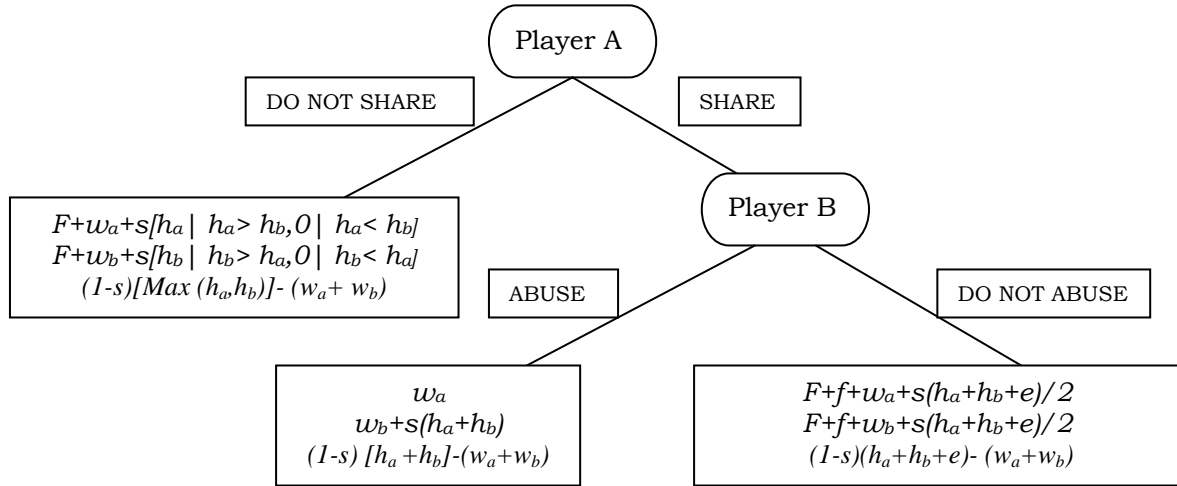 Player A
DO NOT SHARE
SHARE
F+wa+s[ha| ha> hb,0| ha< hb]
F+wb+s[hb| hb> ha,0| hb< ha]
(1-s)[Max (ha,hb)]- (wa+ wb)
Player B
ABUSE
DO NOT ABUSE
wa
wb+s(ha+hb)
(1-s) [ha +hb]-(wa+wb)
F+f+wa+s(ha+hb+e)/2
F+f+wb+s(ha+hb+e)/2
(1-s)(ha+hb+e)- (wa+wb)